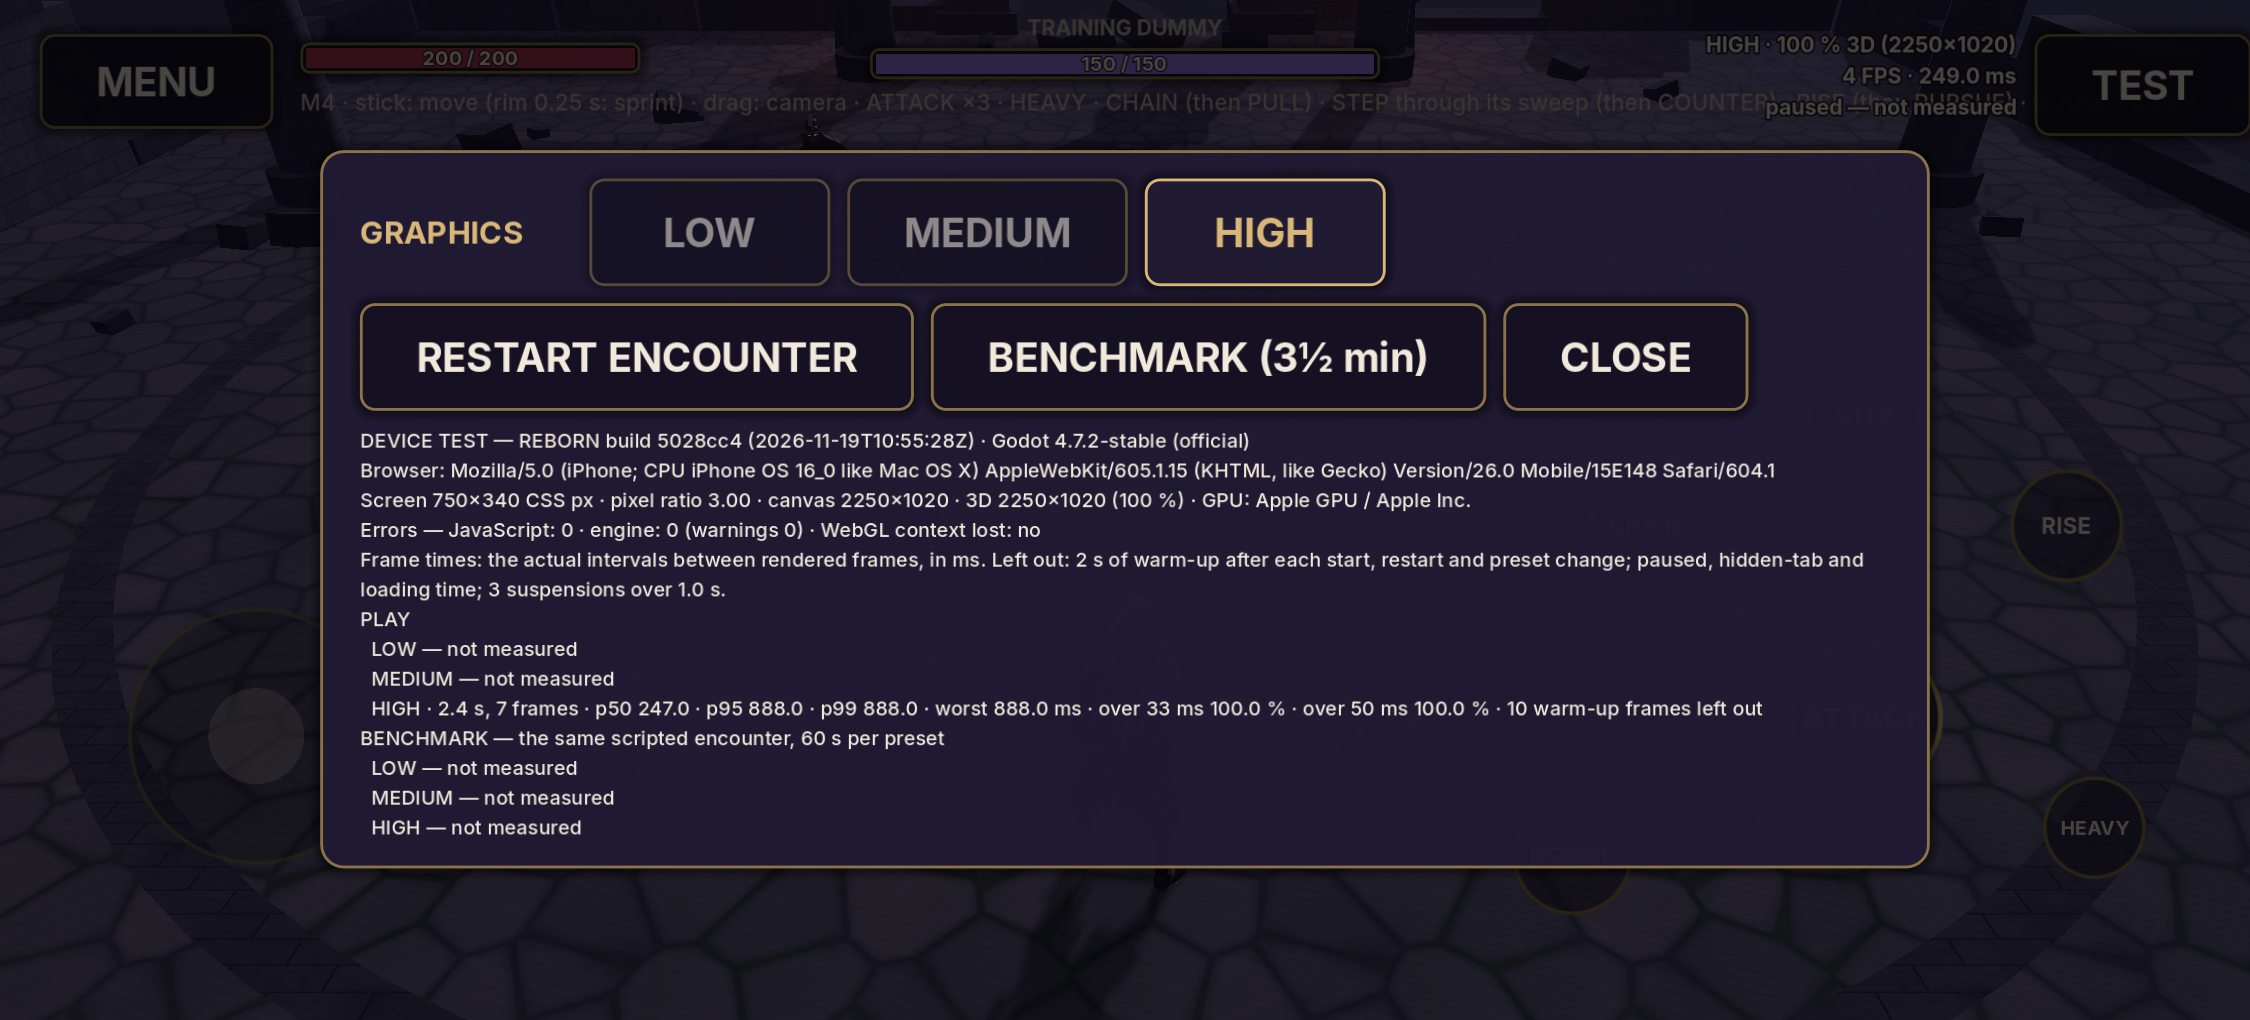 TRAINING DUMMY
MENU
200 / 200
150 / 150
HIGH · 100 % 3D (2250×1020)
4 FPS · 249.0 ms
paused — not measured
TEST
M4 · stick: move (rim 0.25 s: sprint) · drag: camera · ATTACK ×3 · HEAVY · CHAIN (then PULL) · STEP through its sweep (then COUNTER) · RISE (then PURSUE) ·
GRAPHICS
LOW
MEDIUM
HIGH
RESTART ENCOUNTER
BENCHMARK (3½ min)
CLOSE
DEVICE TEST — REBORN build 5028cc4 (2026-11-19T10:55:28Z) · Godot 4.7.2-stable (official)
Browser: Mozilla/5.0 (iPhone; CPU iPhone OS 16_0 like Mac OS X) AppleWebKit/605.1.15 (KHTML, like Gecko) Version/26.0 Mobile/15E148 Safari/604.1
Screen 750×340 CSS px · pixel ratio 3.00 · canvas 2250×1020 · 3D 2250×1020 (100 %) · GPU: Apple GPU / Apple Inc.
Errors — JavaScript: 0 · engine: 0 (warnings 0) · WebGL context lost: no
Frame times: the actual intervals between rendered frames, in ms. Left out: 2 s of warm-up after each start, restart and preset change; paused, hidden-tab and
loading time; 3 suspensions over 1.0 s.
PLAY
LOW — not measured
MEDIUM — not measured
HIGH · 2.4 s, 7 frames · p50 247.0 · p95 888.0 · p99 888.0 · worst 888.0 ms · over 33 ms 100.0 % · over 50 ms 100.0 % · 10 warm-up frames left out
BENCHMARK — the same scripted encounter, 60 s per preset
LOW — not measured
MEDIUM — not measured
HIGH — not measured
STEP
RISE
ATTACK
HEAVY
DODGE